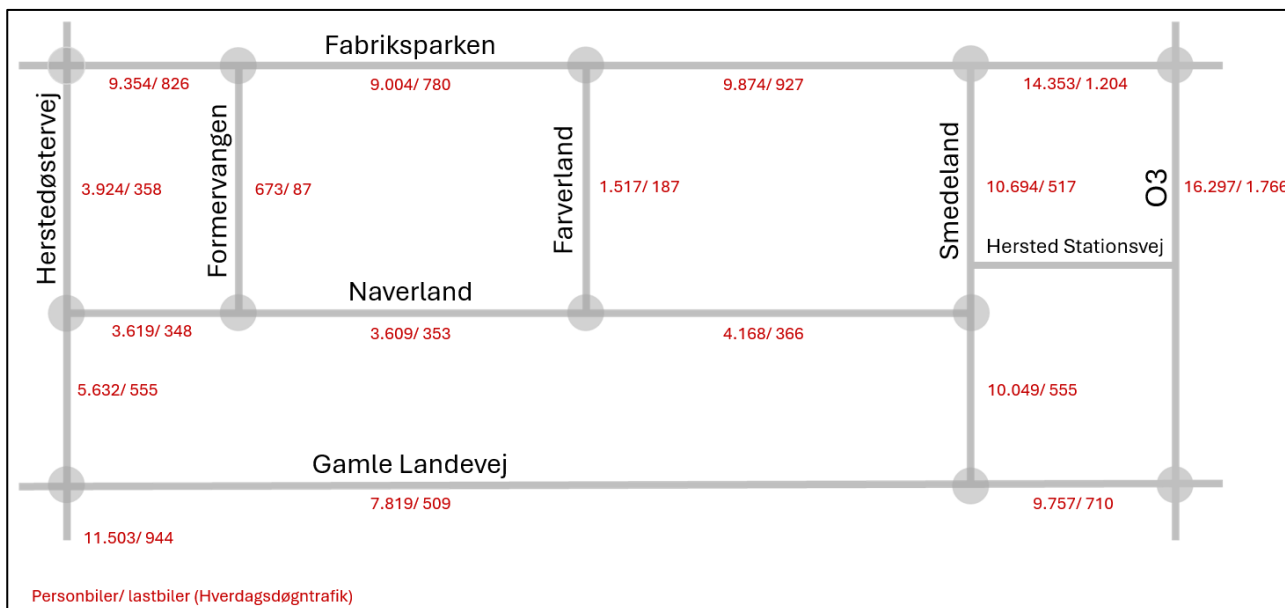 Fabriksparken
9.354/ 826
9.004/ 780
9.874/ 927
14.353/ 1.204
Herstedøstervej
Formervangen
Farverland
Smedeland
O3
3.924/ 358
673/ 87
1.517/ 187
10.694/ 517
16.297/ 1.766
Hersted Stationsvej
Naverland
3.619/ 348
3.609/ 353
4.168/ 366
5.632/ 555
10.049/ 555
Gamle Landevej
7.819/ 509
9.757/ 710
11.503/ 944
Personbiler/ lastbiler (Hverdagsdøgntrafik)